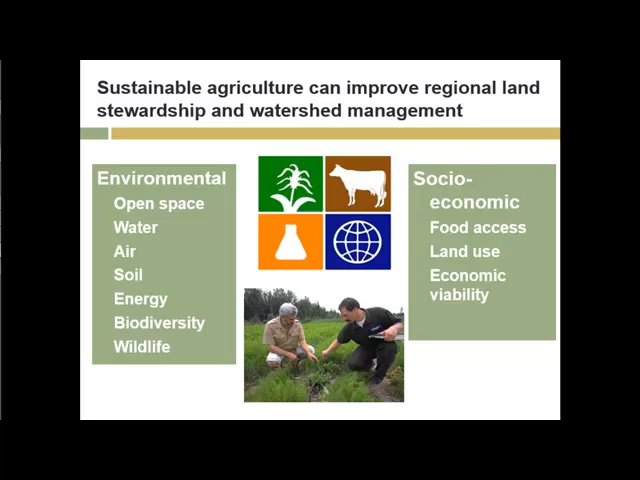 Sustainable agriculture can improve regional land
stewardship and watershed management
Environmental
Open space
Water
Air
Soil
Energy
Biodiversity
Wildlife
Socio-
economic
Food access
Land use
Economic
viability